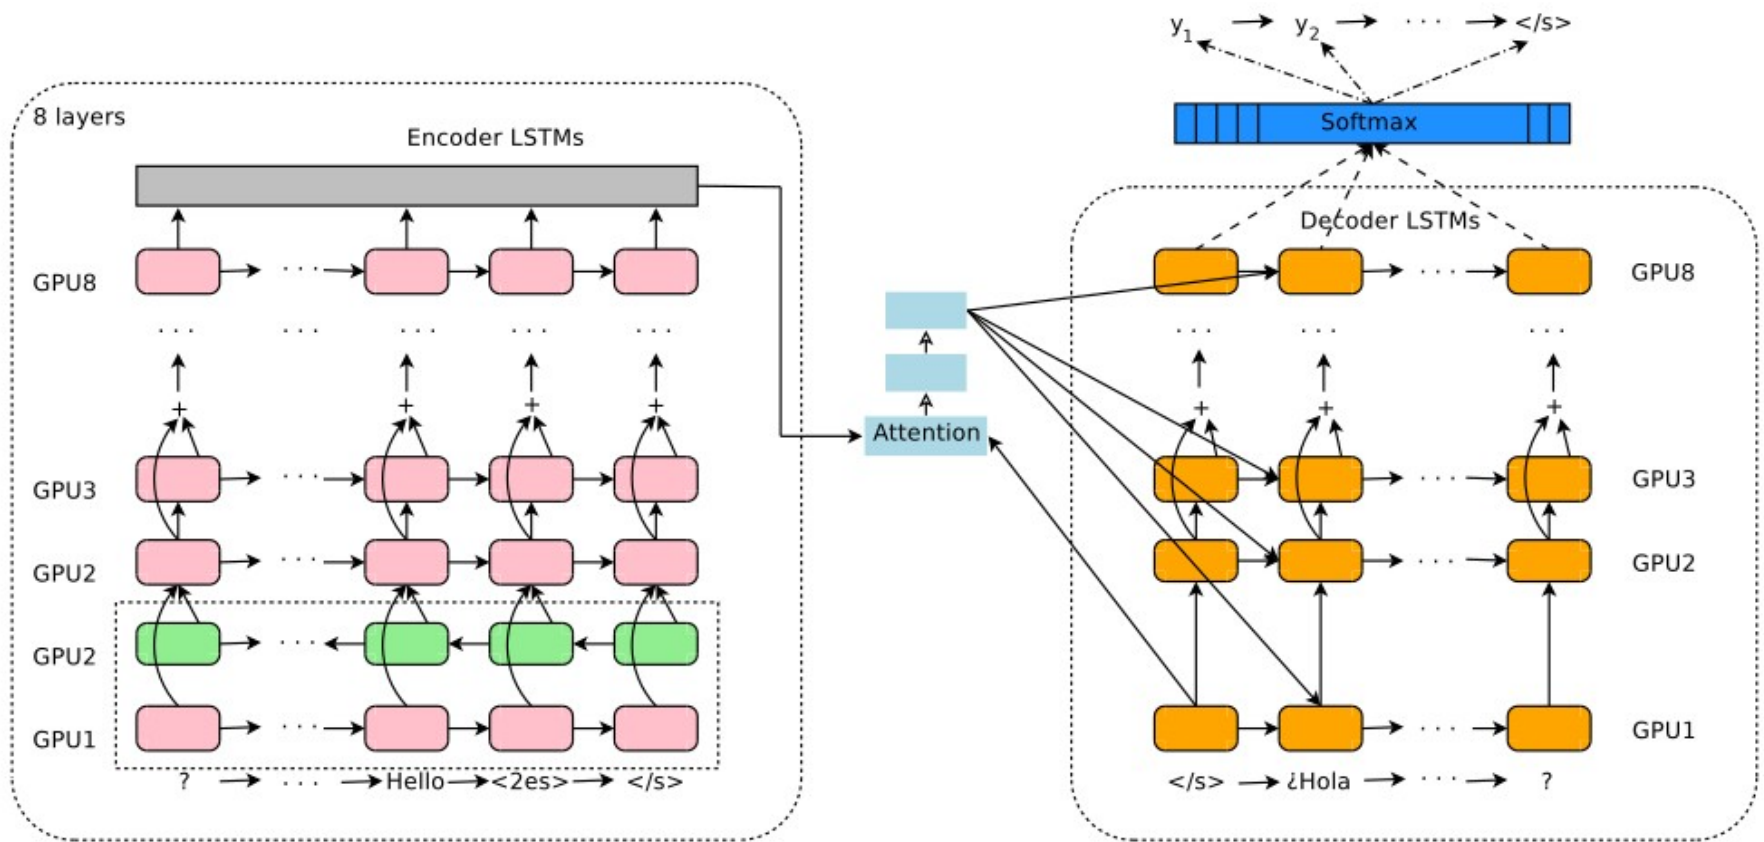 y1 y2 ... </s>
8 layers
Encoder LSTMs
Softmax
Decoder LSTMs
GPU8 ...
... GPU8
... ... ... ... ...
... ... ...
+ + + +
+ + +
Attention
GPU3 ...
... GPU3
GPU2 ...
... GPU2
GPU2 ...
GPU1 ...
... GPU1
? ... Hello <2es> </s>
</s> ¿Hola ... ?